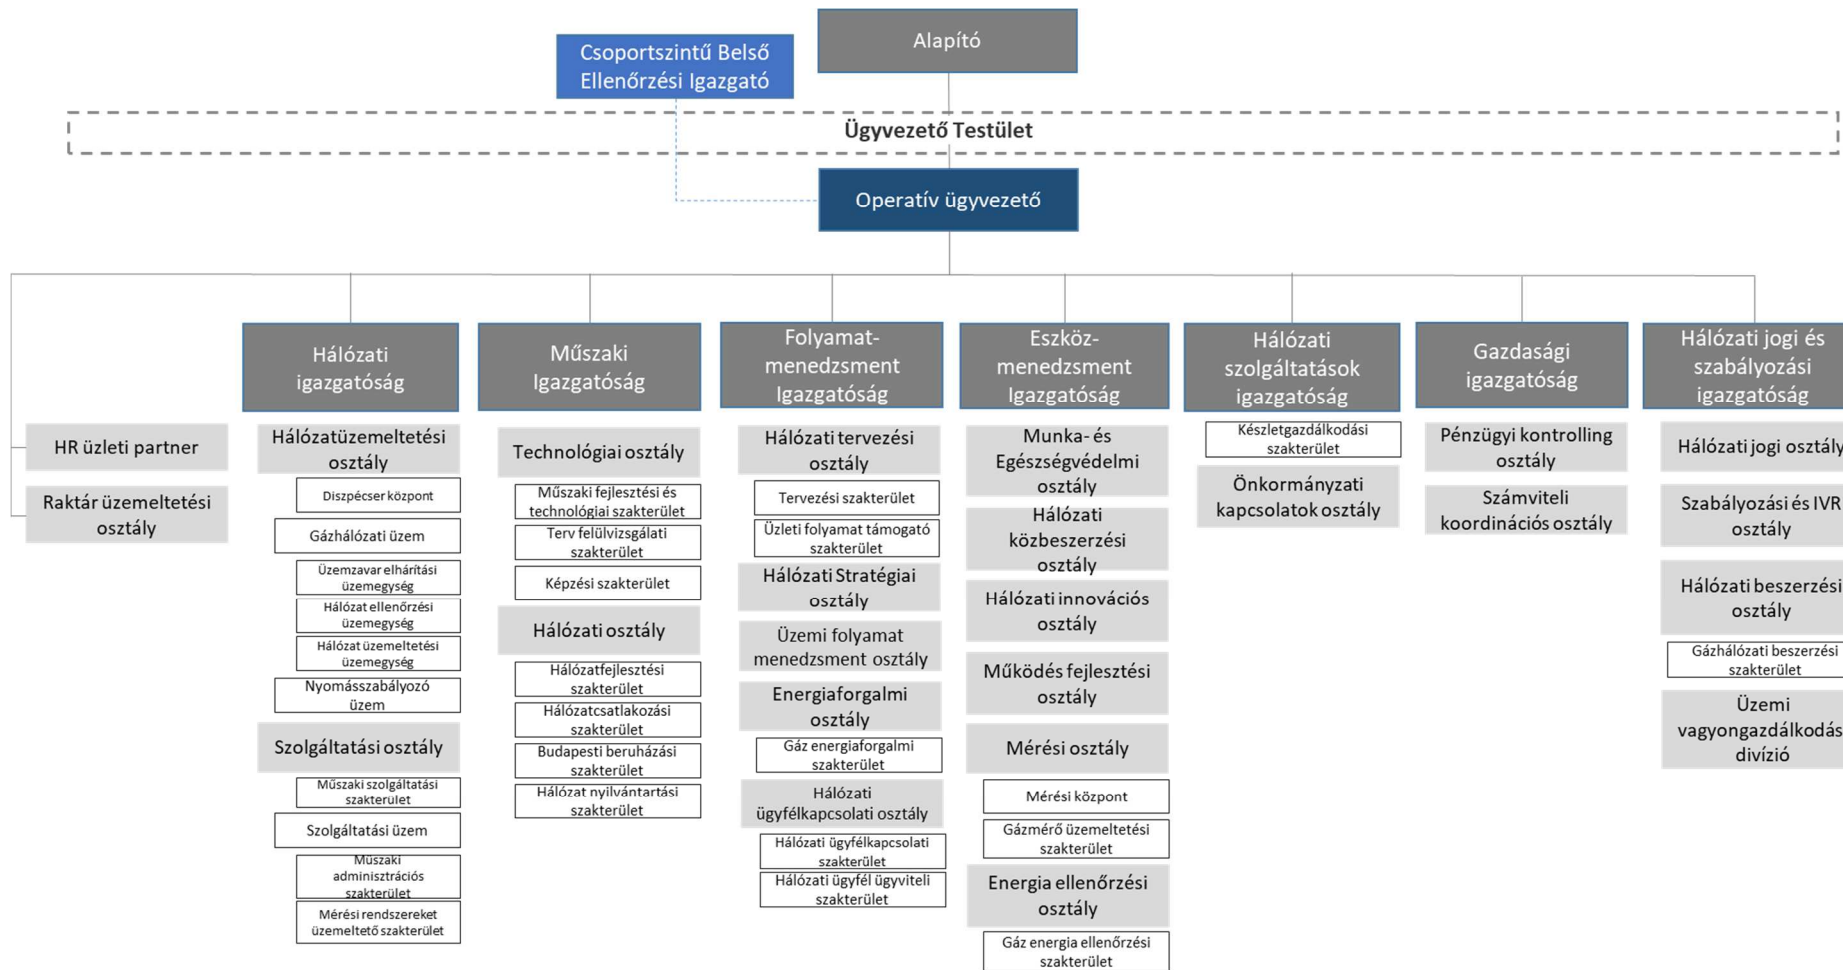 Alapító
Csoportszintű Belső
Ellenőrzési Igazgató
Ügyvezető Testület
Operatív ügyvezető
HR üzleti partner
Raktár üzemeltetési
osztály
Hálózati
igazgatóság
Hálózatüzemeltetési
osztály
Diszpécser központ
Gázhálózati üzem
Üzemzavar elhárítási
üzemegység
Hálózat ellenőrzési
üzemegység
Hálózat üzemeltetési
üzemegység
Nyomásszabályozó
üzem
Szolgáltatási osztály
Műszaki szolgáltatási
szakterület
Szolgáltatási üzem
Műszaki
adminisztrációs
szakterület
Mérési rendszereket
üzemeltető szakterület
Műszaki
Igazgatóság
Technológiai osztály
Műszaki fejlesztési és
technológiai szakterület
Terv felülvizsgálati
szakterület
Képzési szakterület
Hálózati osztály
Hálózatfejlesztési
szakterület
Hálózatcsatlakozási
szakterület
Budapesti beruházási
szakterület
Hálózat nyilvántartási
szakterület
Folyamat-
menedzsment
Igazgatóság
Hálózati tervezési
osztály
Tervezési szakterület
Üzleti folyamat támogató
szakterület
Hálózati Stratégiai
osztály
Üzemi folyamat
menedzsment osztály
Energiaforgalmi
osztály
Gáz energiaforgalmi
szakterület
Hálózati
ügyfélkapcsolati osztály
Hálózati ügyfélkapcsolati
szakterület
Hálózati ügyfél ügyviteli
szakterület
Eszköz-
menedzsment
Igazgatóság
Munka- és
Egészségvédelmi
osztály
Hálózati
közbeszerzési
osztály
Hálózati innovációs
osztály
Működés fejlesztési
osztály
Mérési osztály
Mérési központ
Gázmérő üzemeltetési
szakterület
Energia ellenőrzési
osztály
Gáz energia ellenőrzési
szakterület
Hálózati
szolgáltatások
igazgatóság
Készletgazdálkodási
szakterület
Önkormányzati
kapcsolatok osztály
Gazdasági
igazgatóság
Pénzügyi kontrolling
osztály
Számviteli
koordinációs osztály
Hálózati jogi és
szabályozási
igazgatóság
Hálózati jogi osztály
Szabályozási és IVR
osztály
Hálózati beszerzési
osztály
Gázhálózati beszerzési
szakterület
Üzemi
vagyongazdálkodási
divízió